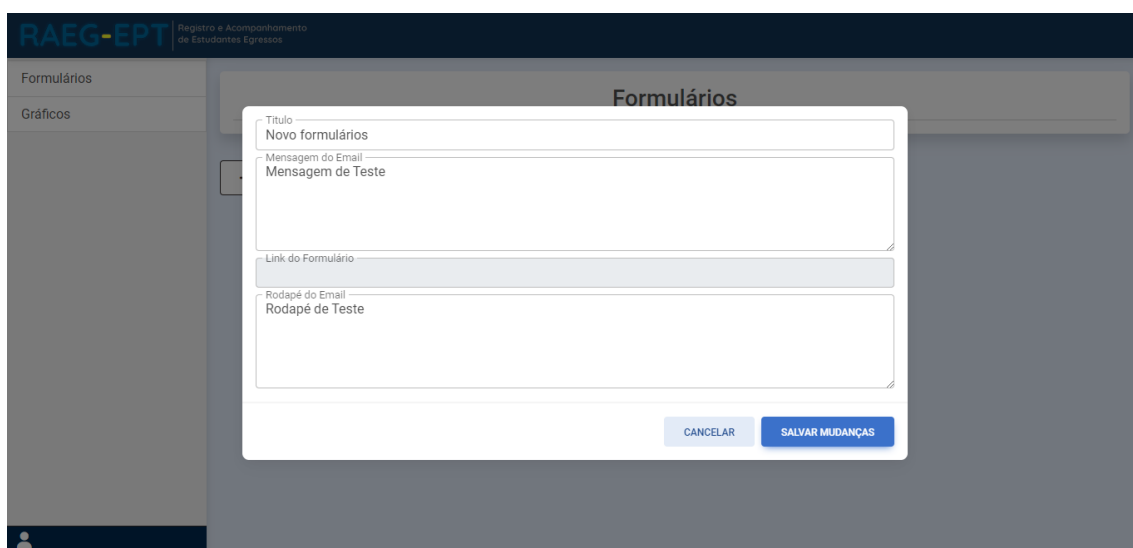 RAEG-EPT
Registro e Acompanhamento
de Estudantes Egressos
Formulários
Gráficos
Formulários
Titulo
Novo formulários
Mensagem do Email
Mensagem de Teste
Link do Formulário
Rodapé do Email
Rodapé de Teste
CANCELAR
SALVAR MUDANÇAS